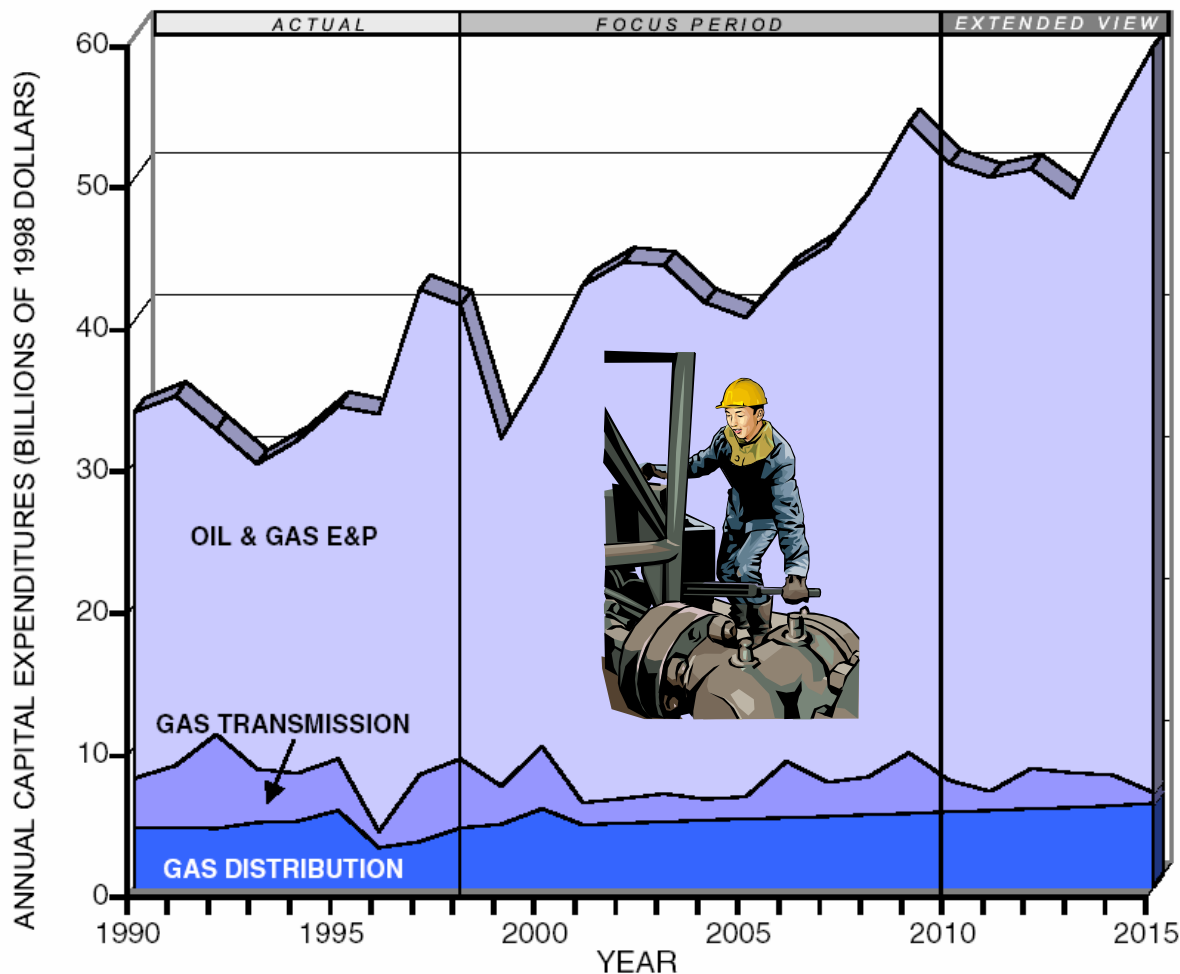 ACTUAL FOCUS PERIOD EXTENDED VIEW
ANNUAL CAPITAL EXPENDITURES (BILLIONS OF 1998 DOLLARS)
60
50
40
30
20
10
0
OIL & GAS E&P
GAS TRANSMISSION
GAS DISTRIBUTION
1990 1995 2000 2005 2010 2015
YEAR